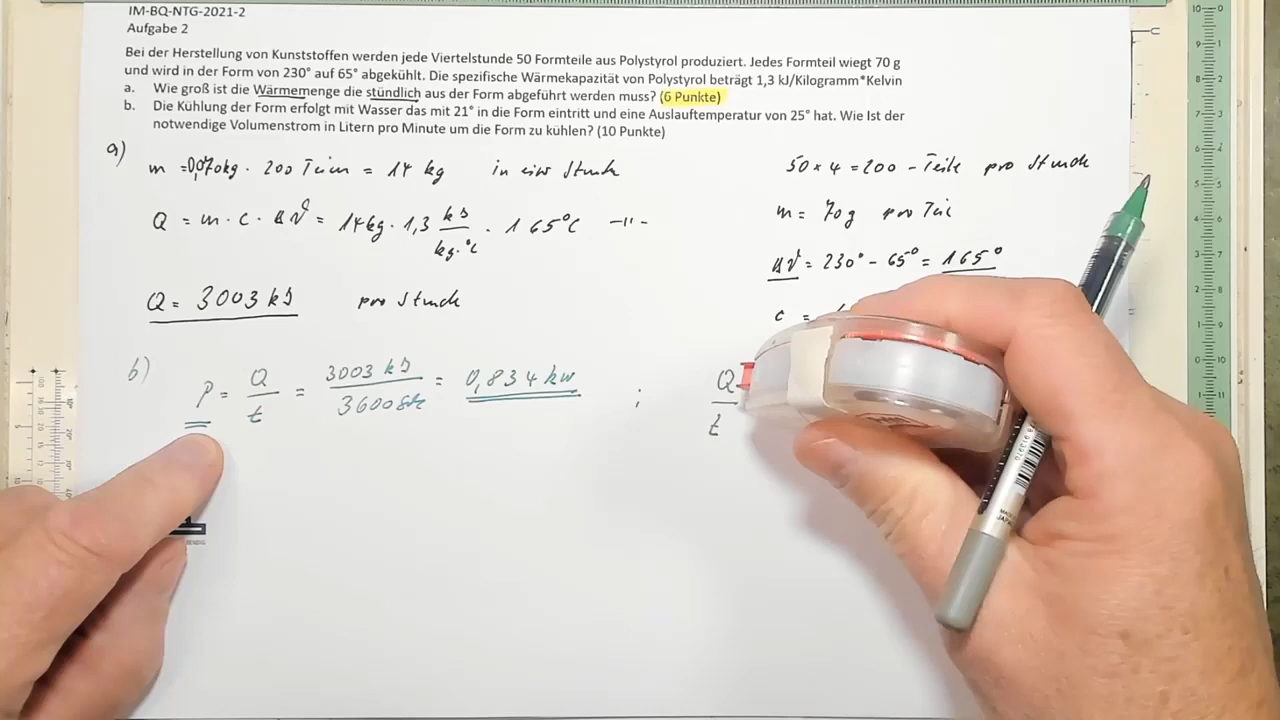 IM-BQ-NTG-2021-2
Aufgabe 2
Bei der Herstellung von Kunststoffen werden jede Viertelstunde 50 Formteile aus Polystyrol produziert. Jedes Formteil wiegt 70 g
und wird in der Form von 230° auf 65° abgekühlt. Die spezifische Wärmekapazität von Polystyrol beträgt 1,3 kJ/Kilogramm*Kelvin
a. Wie groß ist die Wärmemenge die stündlich aus der Form abgeführt werden muss? (6 Punkte)
b. Die Kühlung der Form erfolgt mit Wasser das mit 21° in die Form eintritt und eine Auslauftemperatur von 25° hat. Wie Ist der
notwendige Volumenstrom in Litern pro Minute um die Form zu kühlen? (10 Punkte)
a)
m = 0,070kg · 200 Teilen = 14 kg in einer Stunde
50 × 4 = 200 - Teile pro Stunde
Q = m · c · Δϑ = 14kg · 1,3 kJ/kg·°C · 165°C -"-
m = 70g pro Teil
Δϑ = 230° - 65° = 165°
Q = 3003 kJ pro Stunde
c =
b)
P = Q/t = 3003 kJ/3600 Sek = 0,834 kW ; Q/t